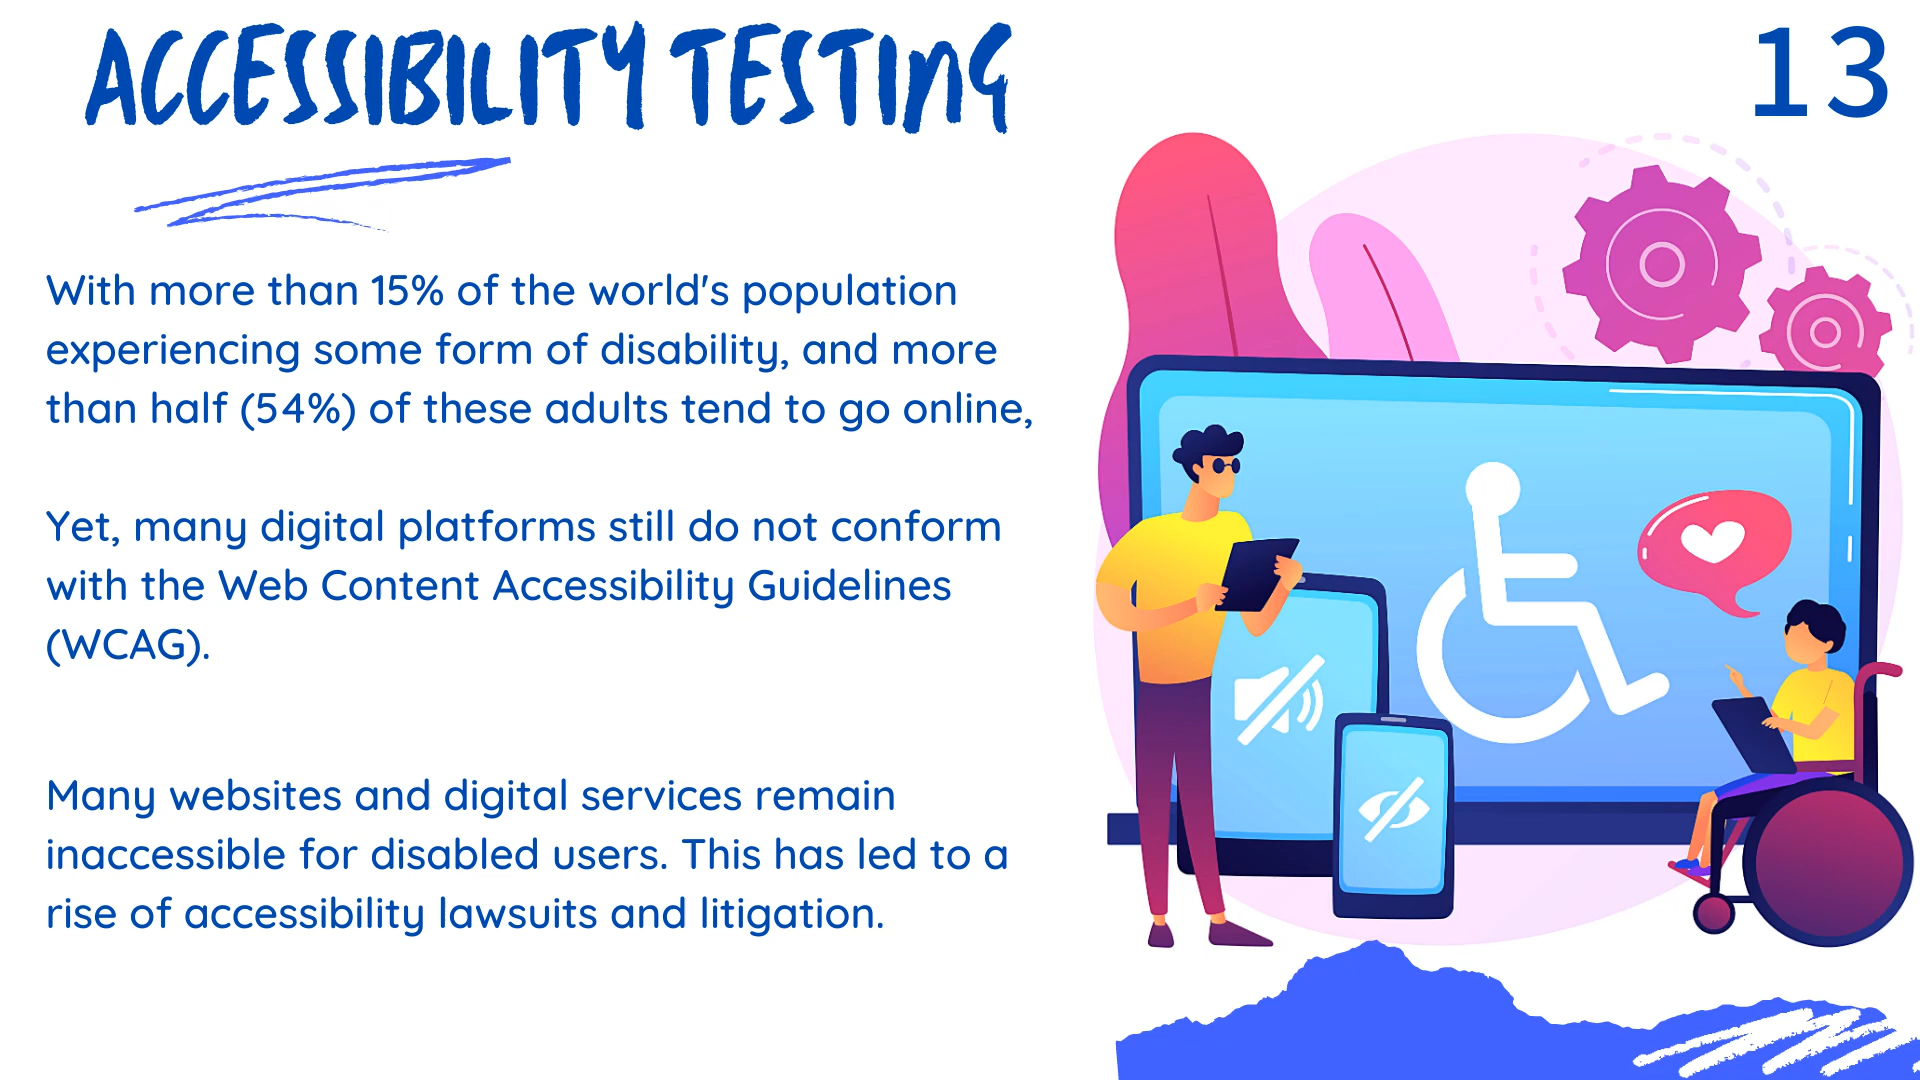 ACCESSIBILITY TESTING
13
With more than 15% of the world's population
experiencing some form of disability, and more
than half (54%) of these adults tend to go online,
Yet, many digital platforms still do not conform
with the Web Content Accessibility Guidelines
(WCAG).
Many websites and digital services remain
inaccessible for disabled users. This has led to a
rise of accessibility lawsuits and litigation.